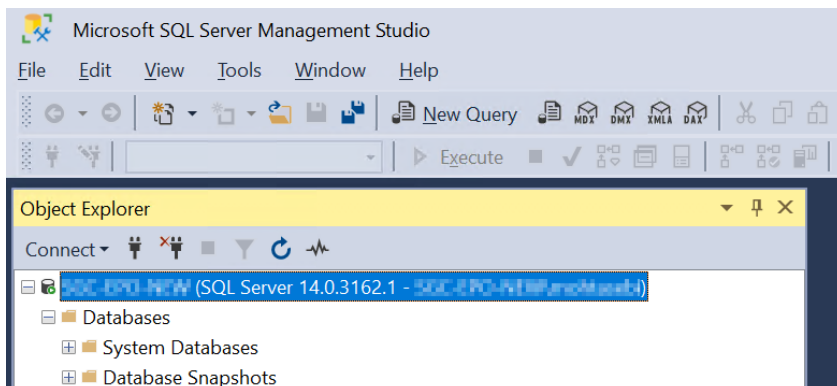 Microsoft SQL Server Management Studio
File Edit View Tools Window Help
New Query MDX DMX XMLA DAX
Execute
Object Explorer
Connect
(SQL Server 14.0.3162.1 - )
Databases
System Databases
Database Snapshots